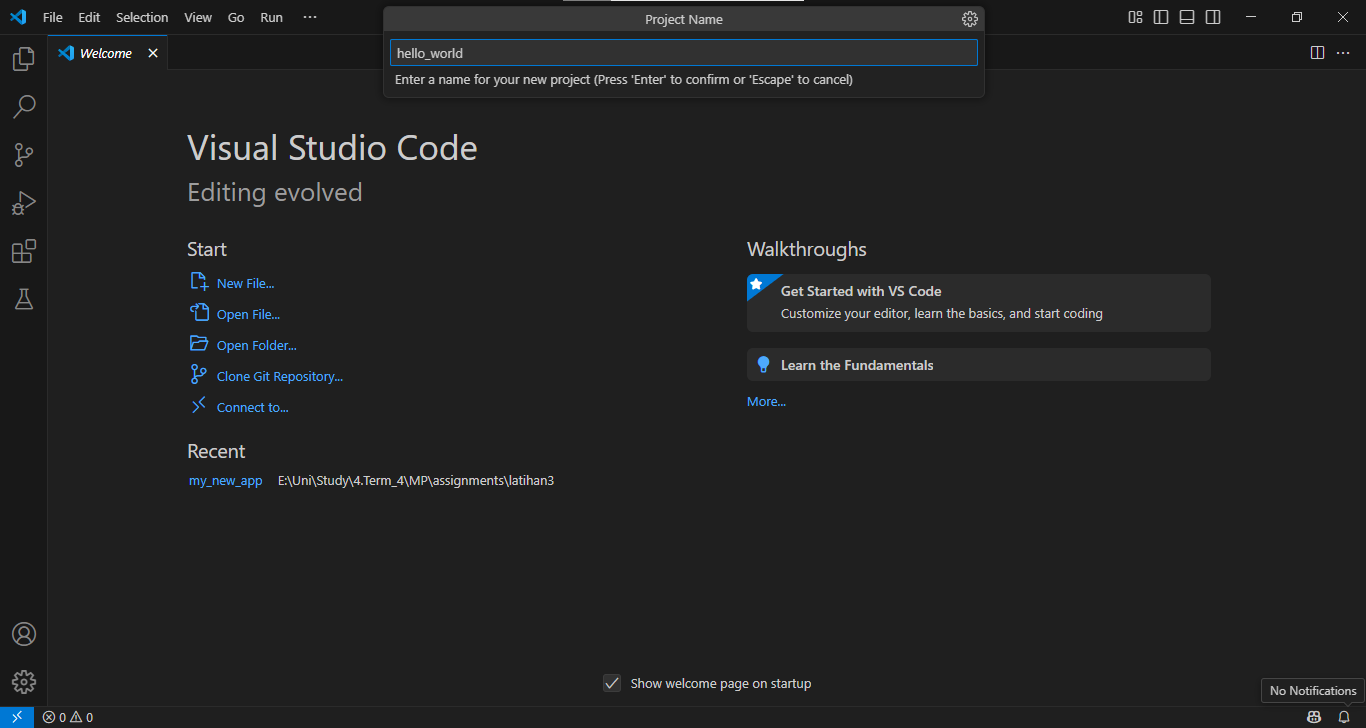 File Edit Selection View Go Run ···
Project Name
hello_world
Enter a name for your new project (Press 'Enter' to confirm or 'Escape' to cancel)
Welcome
Visual Studio Code
Editing evolved
Start
New File...
Open File...
Open Folder...
Clone Git Repository...
Connect to...
Recent
my_new_app E:\Uni\Study\4.Term_4\MP\assignments\latihan3
Walkthroughs
Get Started with VS Code
Customize your editor, learn the basics, and start coding
Learn the Fundamentals
More...
Show welcome page on startup
No Notifications
0 0